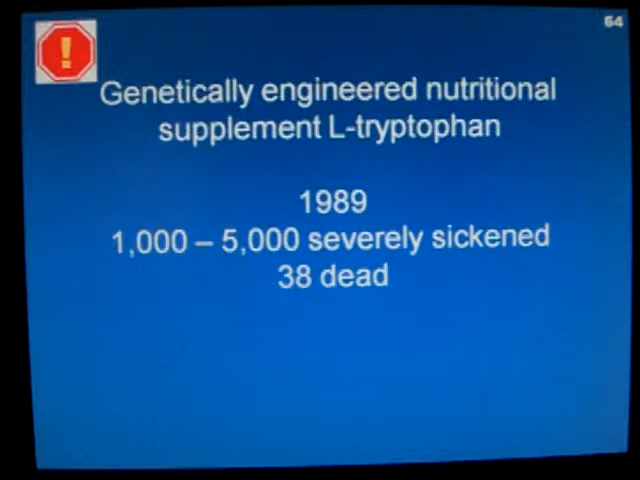 64
Genetically engineered nutritional
supplement L-tryptophan
1989
1,000 – 5,000 severely sickened
38 dead